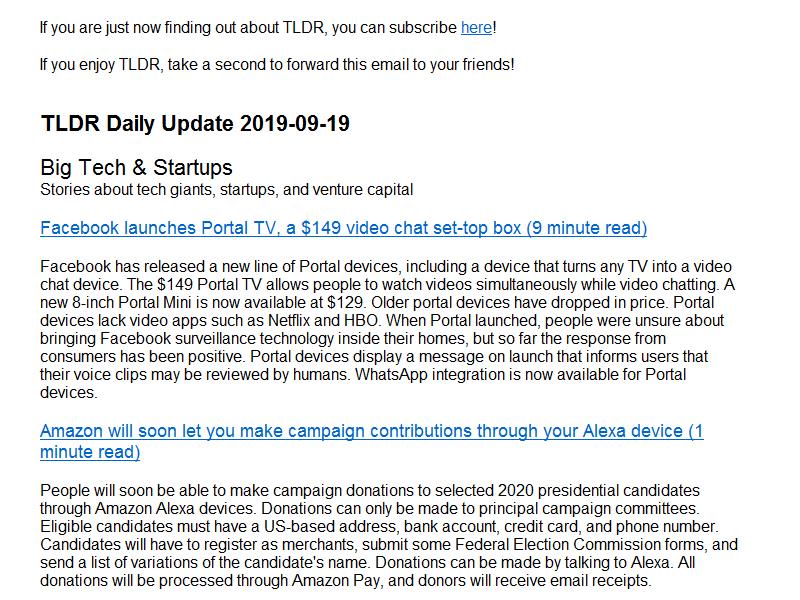 If you are just now finding out about TLDR, you can subscribe here!
If you enjoy TLDR, take a second to forward this email to your friends!
TLDR Daily Update 2019-09-19
Big Tech & Startups
Stories about tech giants, startups, and venture capital
Facebook launches Portal TV, a $149 video chat set-top box (9 minute read)
Facebook has released a new line of Portal devices, including a device that turns any TV into a video
chat device. The $149 Portal TV allows people to watch videos simultaneously while video chatting. A
new 8-inch Portal Mini is now available at $129. Older portal devices have dropped in price. Portal
devices lack video apps such as Netflix and HBO. When Portal launched, people were unsure about
bringing Facebook surveillance technology inside their homes, but so far the response from
consumers has been positive. Portal devices display a message on launch that informs users that
their voice clips may be reviewed by humans. WhatsApp integration is now available for Portal
devices.
Amazon will soon let you make campaign contributions through your Alexa device (1
minute read)
People will soon be able to make campaign donations to selected 2020 presidential candidates
through Amazon Alexa devices. Donations can only be made to principal campaign committees.
Eligible candidates must have a US-based address, bank account, credit card, and phone number.
Candidates will have to register as merchants, submit some Federal Election Commission forms, and
send a list of variations of the candidate's name. Donations can be made by talking to Alexa. All
donations will be processed through Amazon Pay, and donors will receive email receipts.